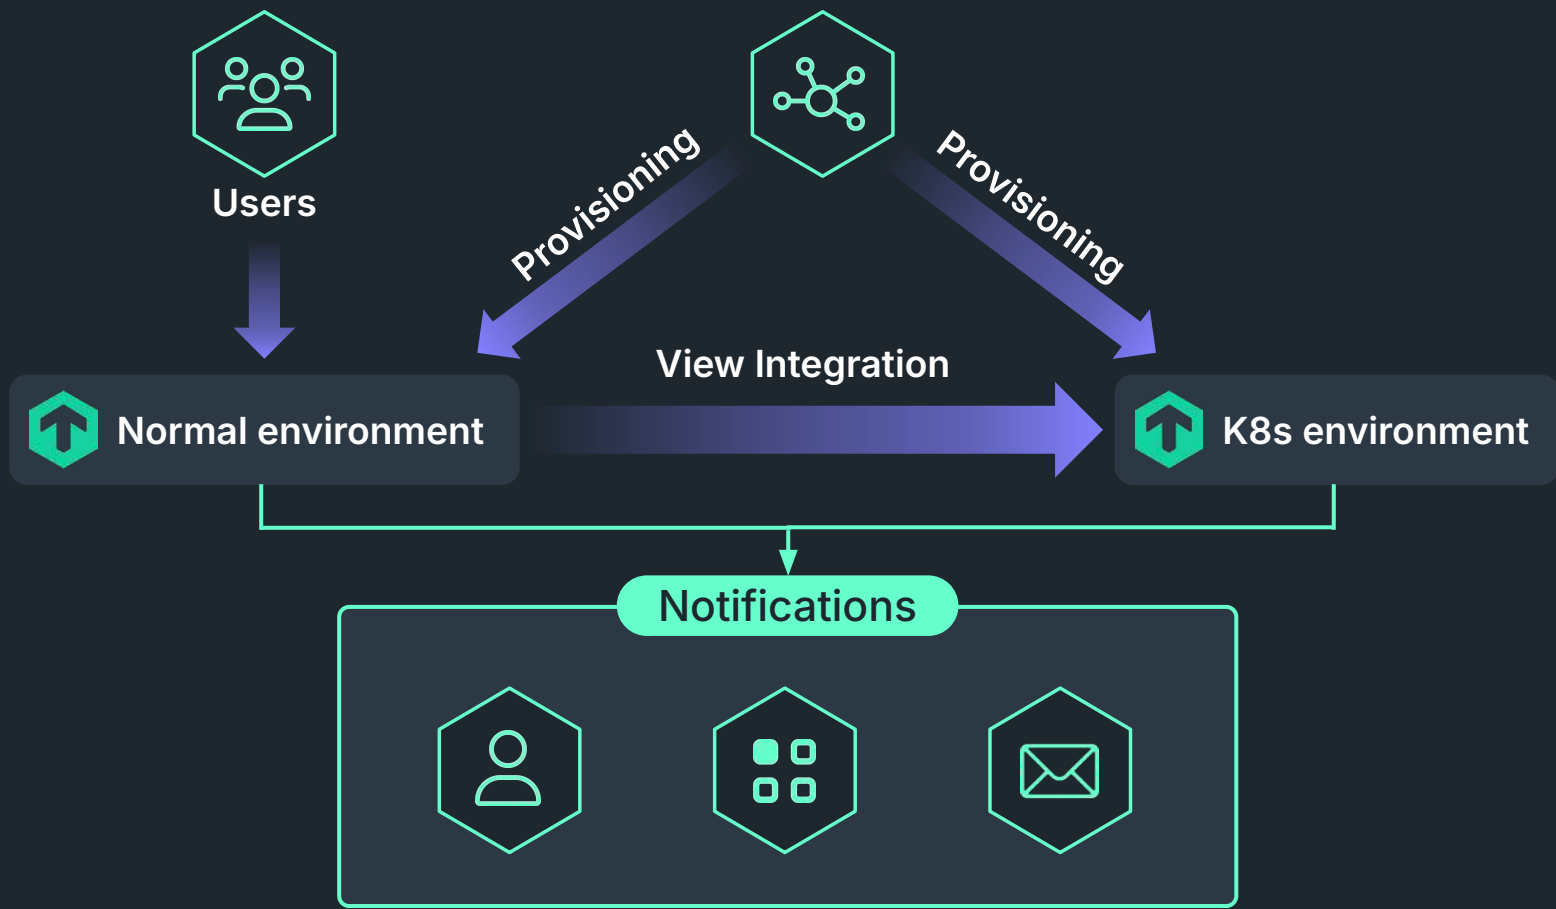 Users
Provisioning
Provisioning
View Integration
Normal environment
K8s environment
Notifications